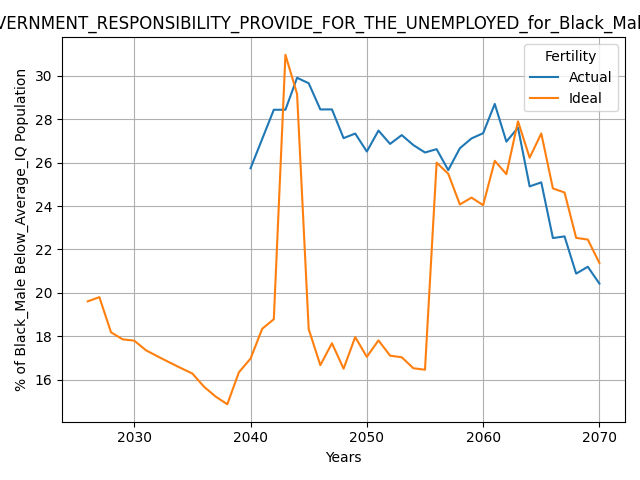 VERNMENT_RESPONSIBILITY_PROVIDE_FOR_THE_UNEMPLOYED_for_Black_Mal
Fertility
Actual
Ideal
% of Black_Male Below_Average_IQ Population
30
28
26
24
22
20
18
16
2030
2040
2050
2060
2070
Years